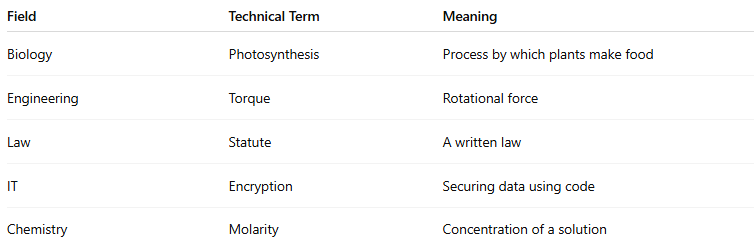 Field Technical Term Meaning
Biology Photosynthesis Process by which plants make food
Engineering Torque Rotational force
Law Statute A written law
IT Encryption Securing data using code
Chemistry Molarity Concentration of a solution